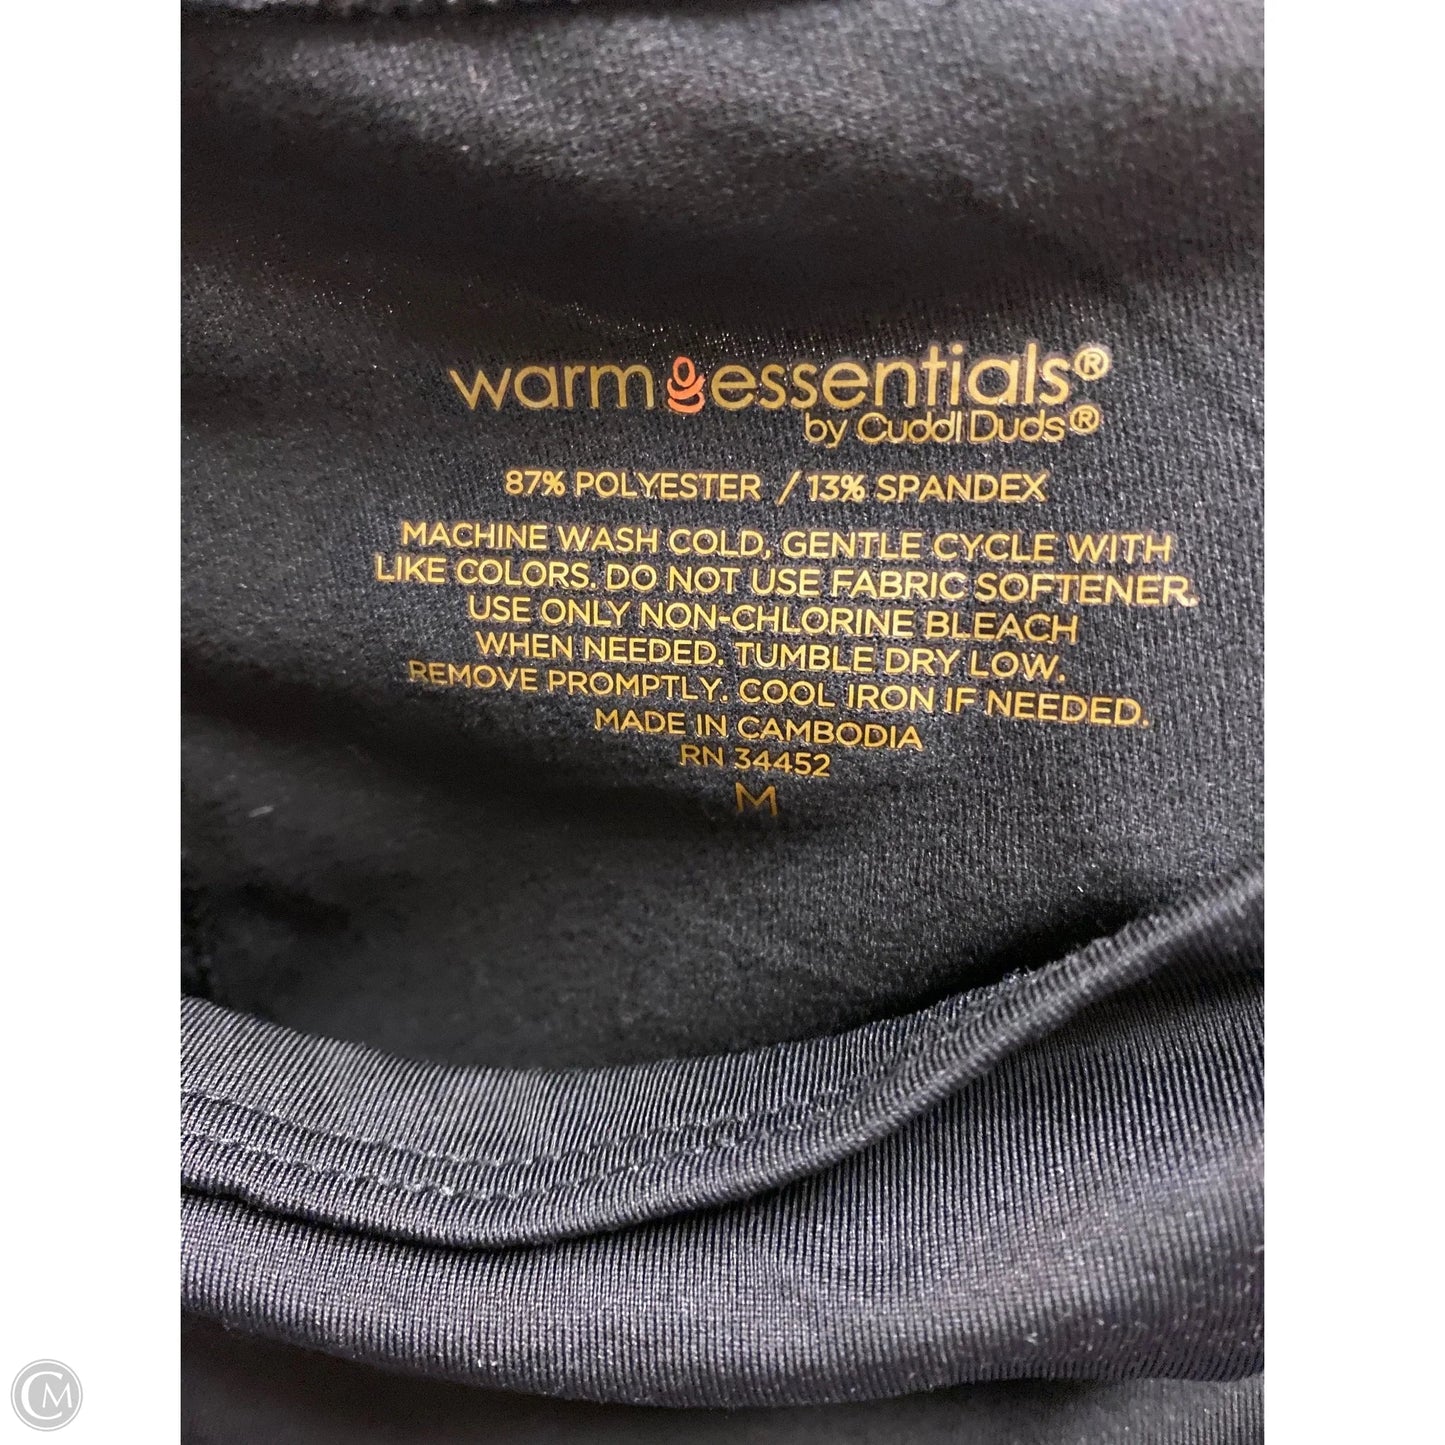 warm essentials®
by Cuddl Duds®
87% POLYESTER / 13% SPANDEX
MACHINE WASH COLD, GENTLE CYCLE WITH
LIKE COLORS. DO NOT USE FABRIC SOFTENER.
USE ONLY NON-CHLORINE BLEACH
WHEN NEEDED. TUMBLE DRY LOW.
REMOVE PROMPTLY. COOL IRON IF NEEDED.
MADE IN CAMBODIA
RN 34452
M
CM